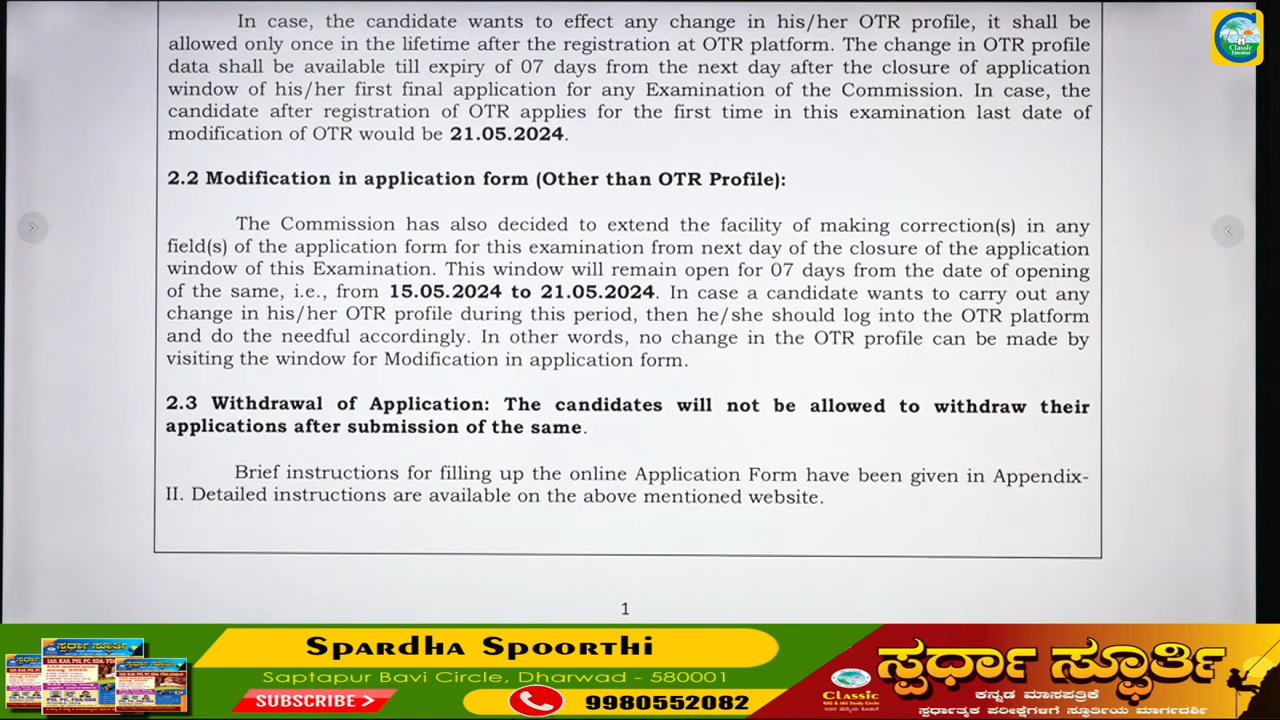 In case, the candidate wants to effect any change in his/her OTR profile, it shall be
allowed only once in the lifetime after the registration at OTR platform. The change in OTR profile
data shall be available till expiry of 07 days from the next day after the closure of application
window of his/her first final application for any Examination of the Commission. In case, the
candidate after registration of OTR applies for the first time in this examination last date of
modification of OTR would be 21.05.2024.
2.2 Modification in application form (Other than OTR Profile):
The Commission has also decided to extend the facility of making correction(s) in any
field(s) of the application form for this examination from next day of the closure of the application
window of this Examination. This window will remain open for 07 days from the date of opening
of the same, i.e., from 15.05.2024 to 21.05.2024. In case a candidate wants to carry out any
change in his/her OTR profile during this period, then he/she should log into the OTR platform
and do the needful accordingly. In other words, no change in the OTR profile can be made by
visiting the window for Modification in application form.
2.3 Withdrawal of Application: The candidates will not be allowed to withdraw their
applications after submission of the same.
Brief instructions for filling up the online Application Form have been given in Appendix-
II. Detailed instructions are available on the above mentioned website.
1
Classic
Education
Spardha Spoorthi
Saptapur Bavi Circle, Dharwad - 580001
SUBSCRIBE
9980552082
ಸ್ಪರ್ಧಾ ಸ್ಫೂರ್ತಿ
ಕನ್ನಡ ಮಾಸಪತ್ರಿಕೆ
ಸ್ಪರ್ಧಾತ್ಮಕ ಪರೀಕ್ಷೆಗಳಿಗೆ ಸ್ಫೂರ್ತಿಯ ಮಾರ್ಗದರ್ಶಿ
Classic
KAS & IAS Study Circle
ಸ್ಪರ್ಧಾ ಸ್ಫೂರ್ತಿ